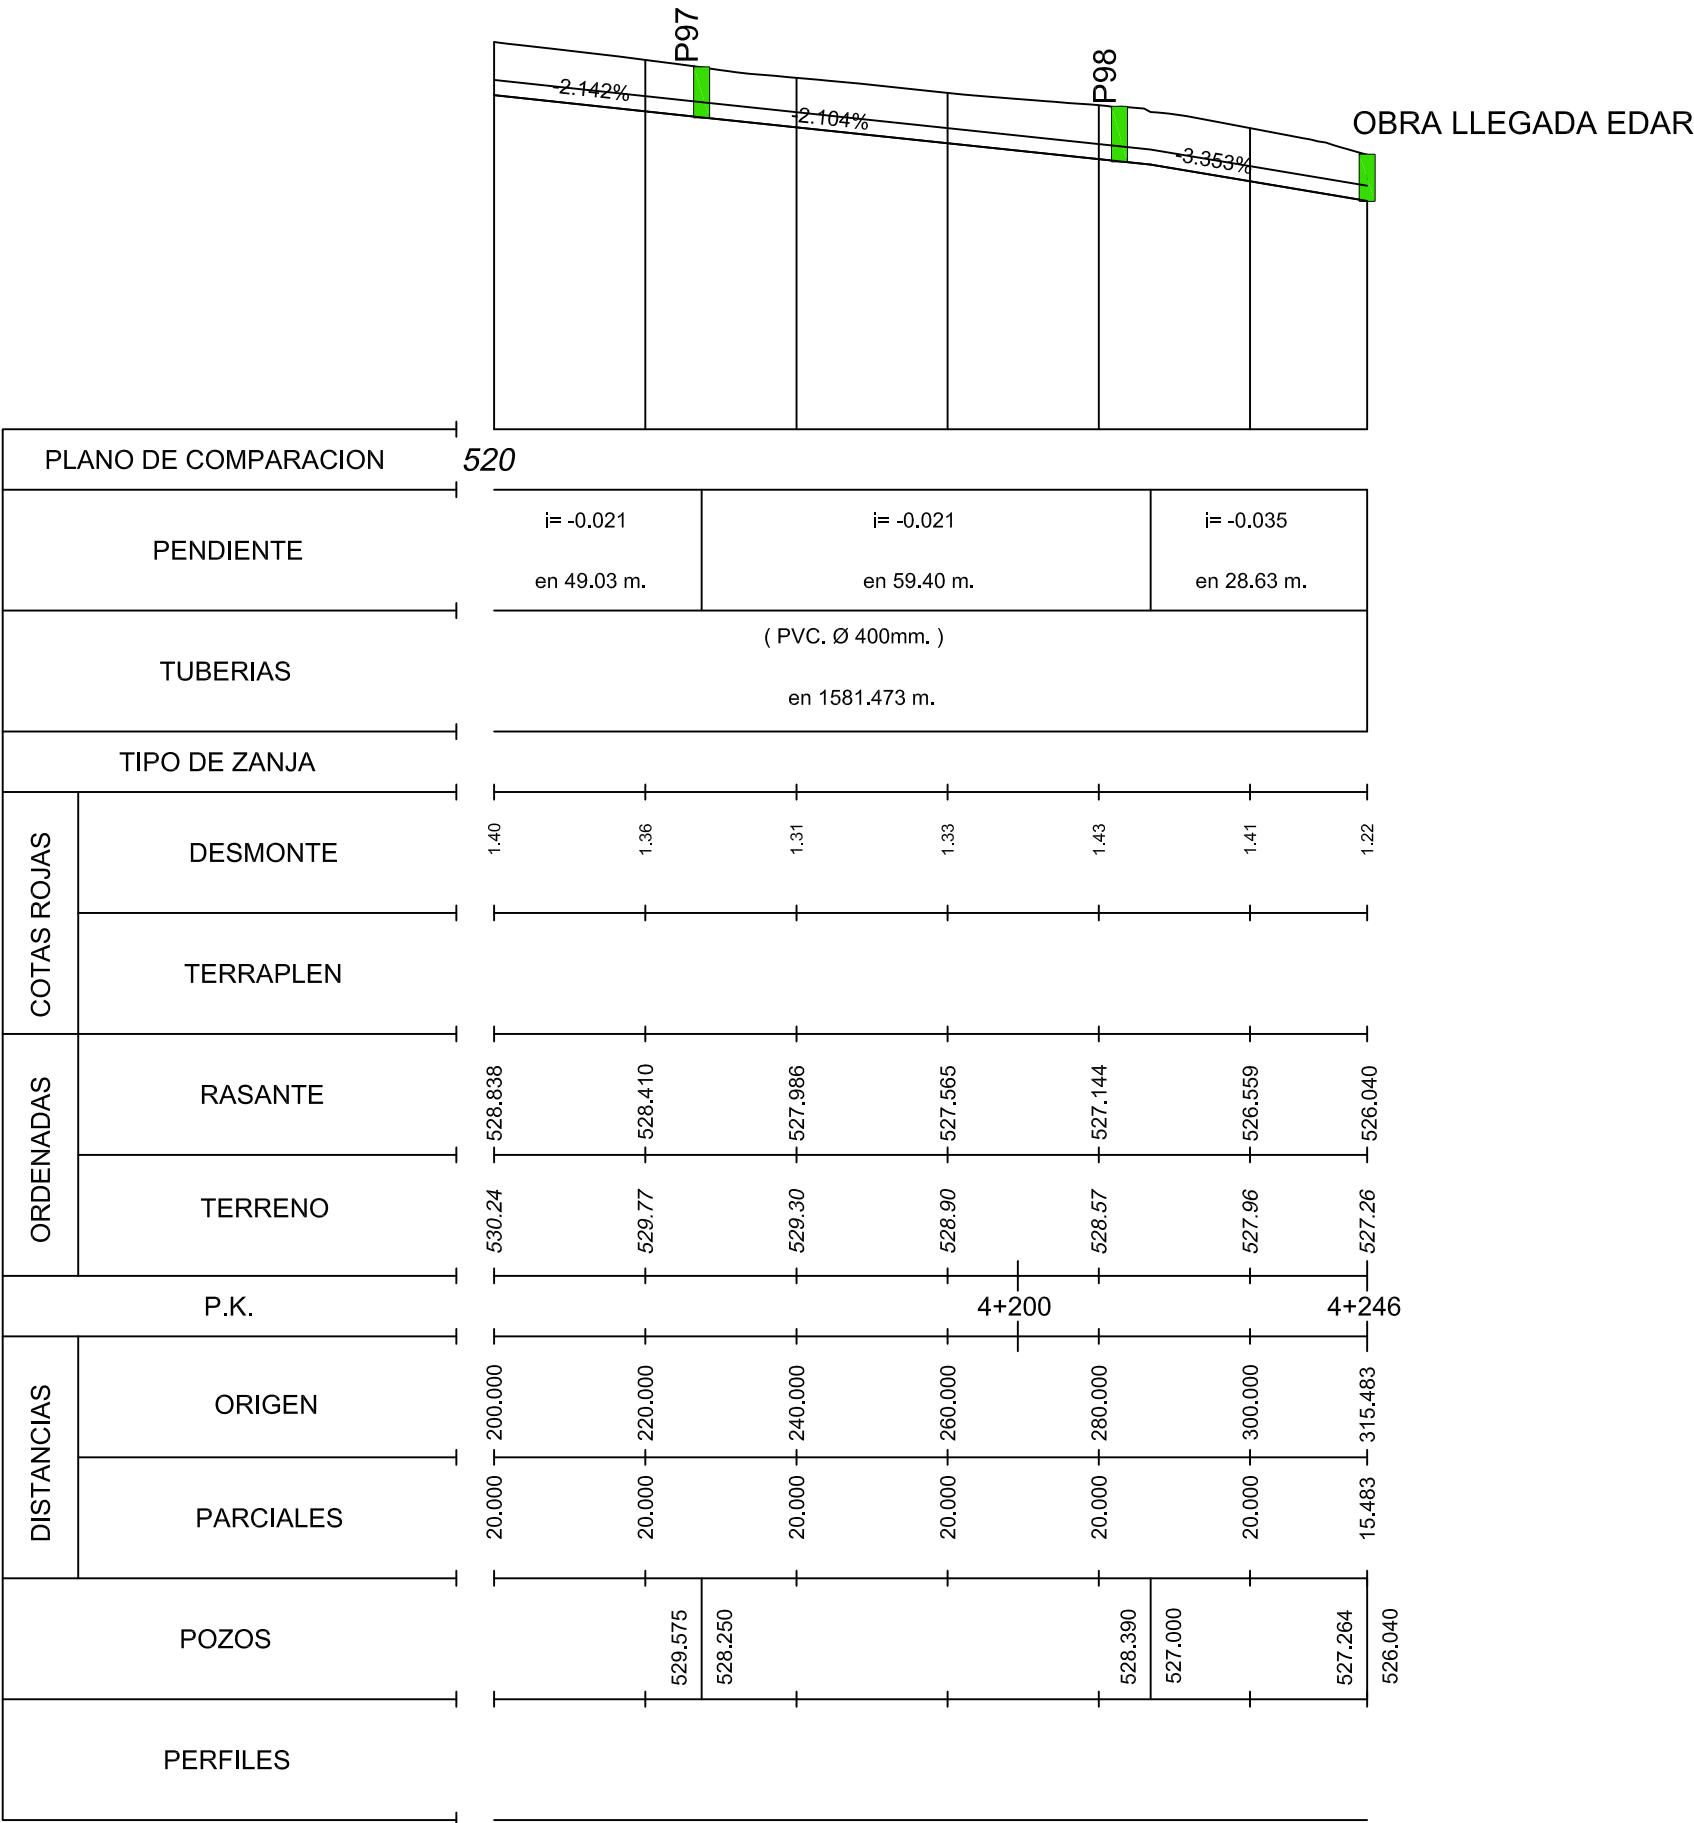 P97
P98
-2.142%
-2.104%
-3.353%
OBRA LLEGADA EDAR
PLANO DE COMPARACION 520
PENDIENTE
i= -0.021 i= -0.021 i= -0.035
en 49.03 m. en 59.40 m. en 28.63 m.
TUBERIAS
( PVC. Ø 400mm. )
en 1581.473 m.
TIPO DE ZANJA
COTAS ROJAS
DESMONTE
1.40 1.36 1.31 1.33 1.43 1.41 1.22
TERRAPLEN
ORDENADAS
RASANTE
528.838 528.410 527.986 527.565 527.144 526.559 526.040
TERRENO
530.24 529.77 529.30 528.90 528.57 527.96 527.26
P.K. 4+200 4+246
DISTANCIAS
ORIGEN
200.000 220.000 240.000 260.000 280.000 300.000 315.483
PARCIALES
20.000 20.000 20.000 20.000 20.000 20.000 15.483
POZOS
529.575 528.250 528.390 527.000 527.264 526.040
PERFILES